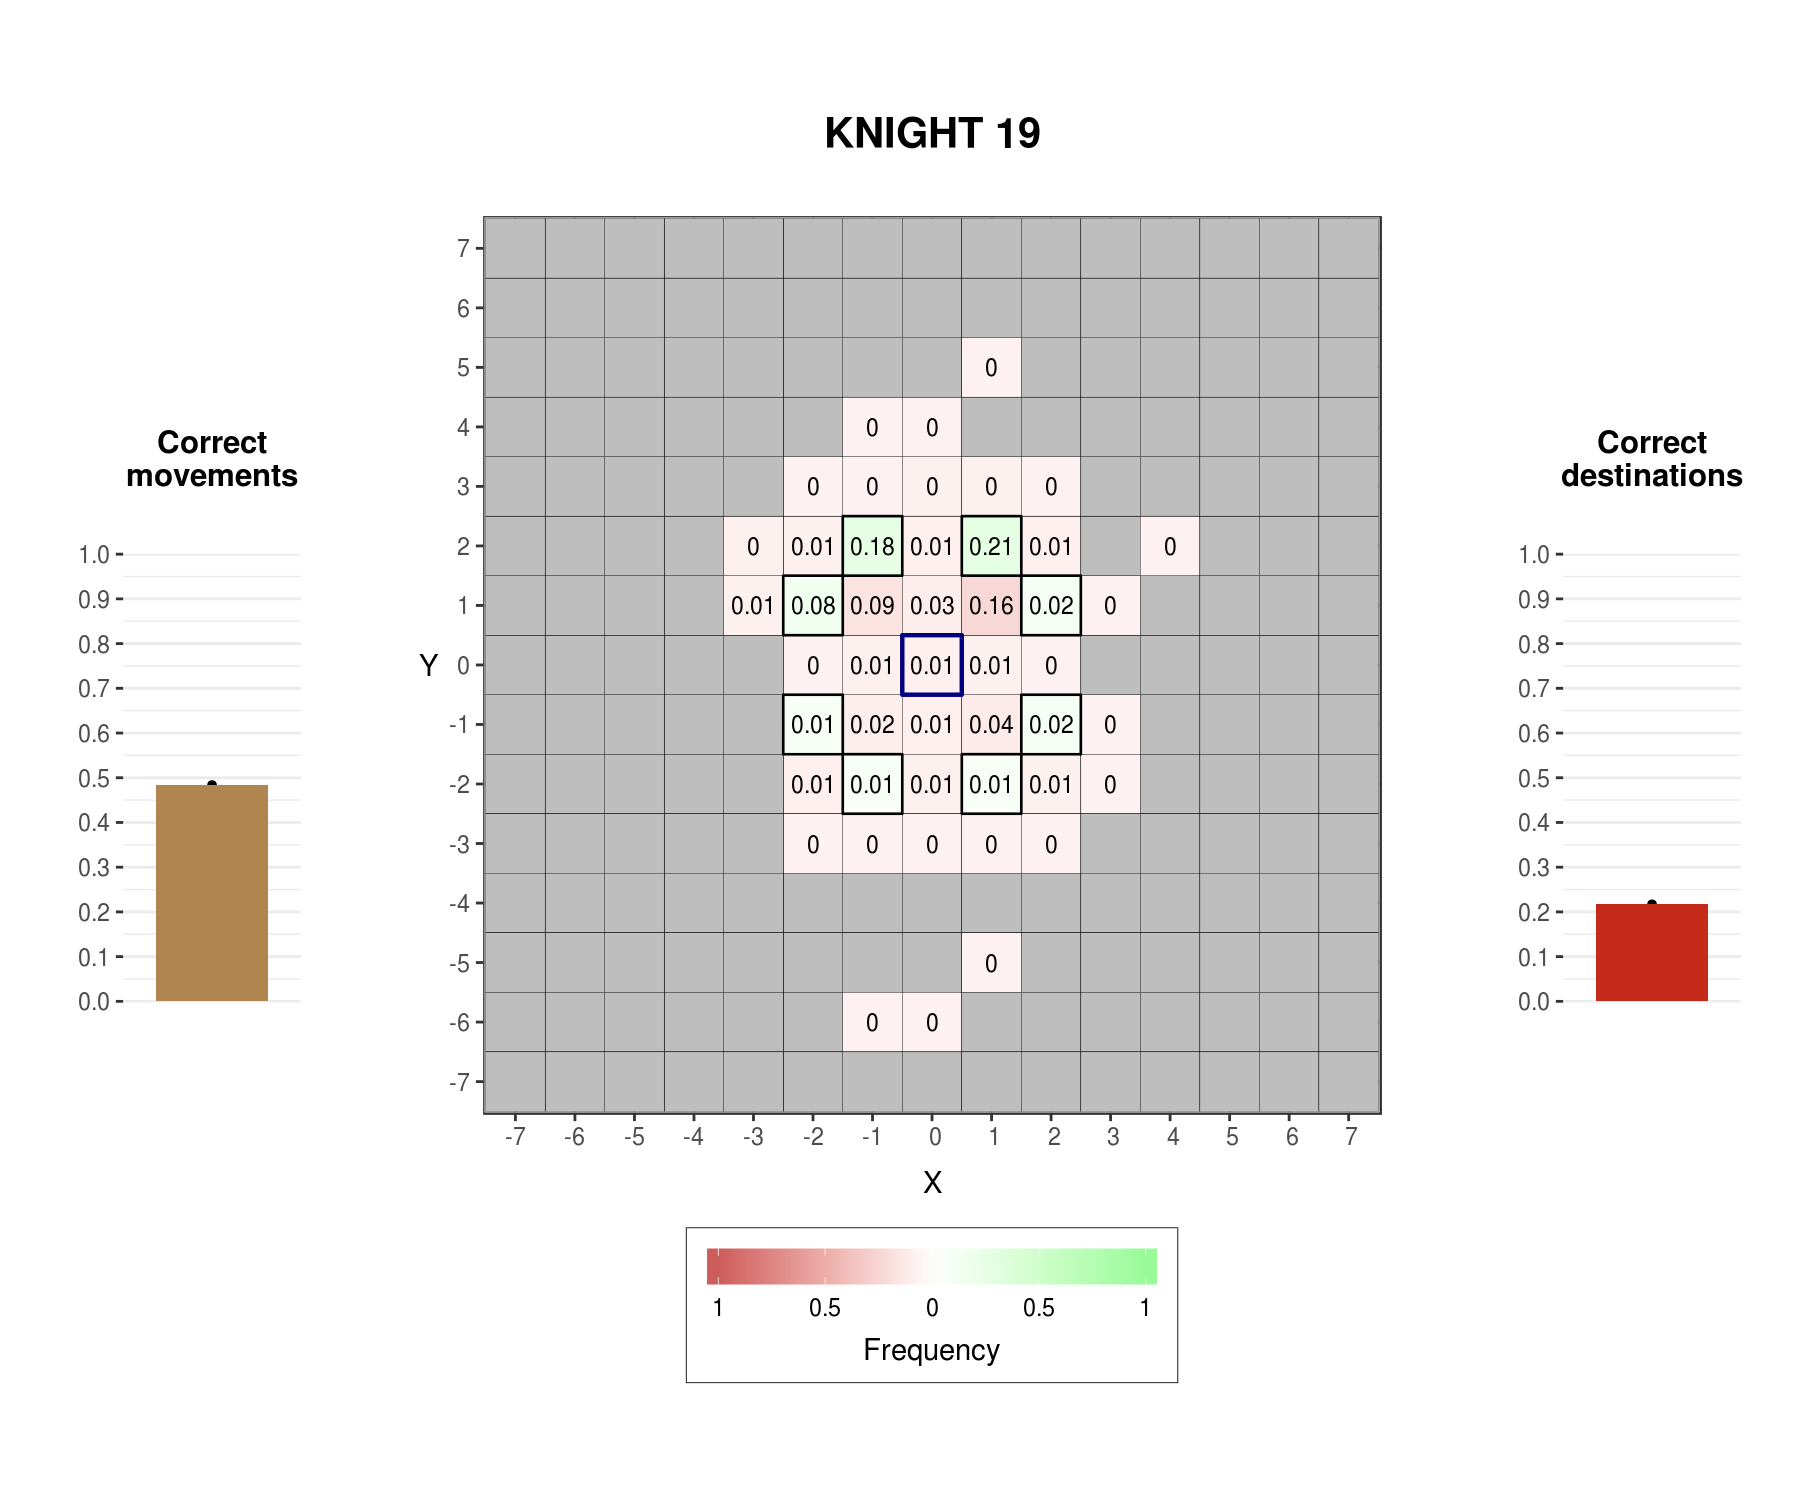 KNIGHT 19
Correct
movements
1.0
0.9
0.8
0.7
0.6
0.5
0.4
0.3
0.2
0.1
0.0
Y
7
6
5 0
4 0 0
3 0 0 0 0 0
2 0 0.01 0.18 0.01 0.21 0.01 0
1 0.01 0.08 0.09 0.03 0.16 0.02 0
0 0 0.01 0.01 0.01 0
-1 0.01 0.02 0.01 0.04 0.02 0
-2 0.01 0.01 0.01 0.01 0.01 0
-3 0 0 0 0 0
-4
-5 0
-6 0 0
-7
-7 -6 -5 -4 -3 -2 -1 0 1 2 3 4 5 6 7
X
1 0.5 0 0.5 1
Frequency
Correct
destinations
1.0
0.9
0.8
0.7
0.6
0.5
0.4
0.3
0.2
0.1
0.0